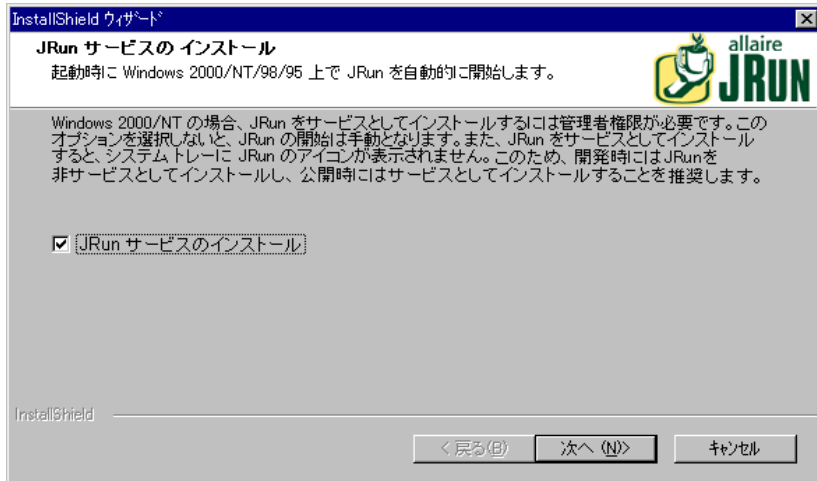 InstallShield ウィザード
JRun サービスの インストール
起動時に Windows 2000/NT/98/95 上で JRun を自動的に開始します。
allaire
JRUN
Windows 2000/NT の場合、JRun をサービスとしてインストールするには管理者権限が必要です。この
オプションを選択しないと、JRun の開始は手動となります。また、JRun をサービスとしてインストール
すると、システムトレーに JRun のアイコンが表示されません。このため、開発時にはJRunを
非サービスとしてインストールし、公開時にはサービスとしてインストールすることを推奨します。
JRun サービスのインストール
InstallShield
< 戻る(B)
次へ (N)>
キャンセル